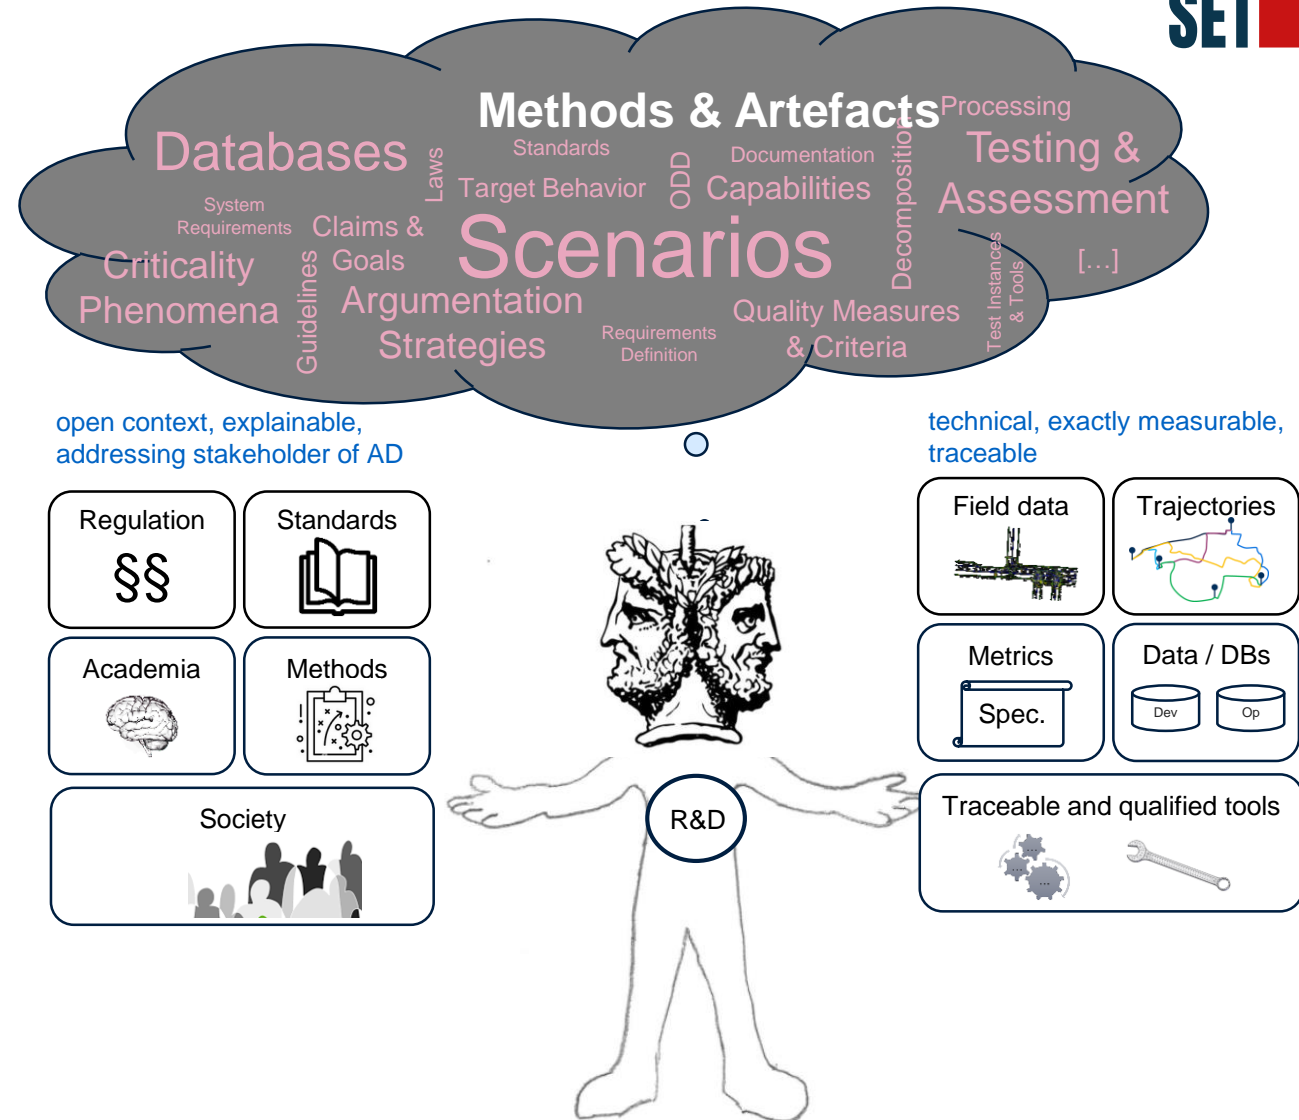 SET
Methods & Artefacts
Processing
Databases
Laws
Standards
ODD
Documentation
Decomposition
Testing &
Assessment
Target Behavior
Capabilities
System
Requirements
Claims &
Goals
Scenarios
Criticality
Phenomena
Guidelines
Argumentation
Strategies
Requirements
Definition
Quality Measures
& Criteria
Test Instances
& Tools
[...]
open context, explainable,
addressing stakeholder of AD
technical, exactly measurable,
traceable
Regulation
§§
Standards
Academia
Methods
Society
R&D
Field data
Trajectories
Metrics
Spec.
Data / DBs
Dev
Op
Traceable and qualified tools
...
...
...